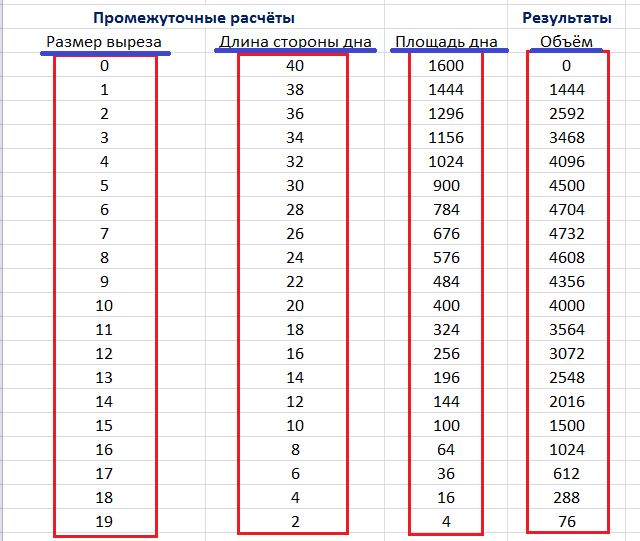 Промежуточные расчёты Результаты
Размер выреза Длина стороны дна Площадь дна Объём
0 40 1600 0
1 38 1444 1444
2 36 1296 2592
3 34 1156 3468
4 32 1024 4096
5 30 900 4500
6 28 784 4704
7 26 676 4732
8 24 576 4608
9 22 484 4356
10 20 400 4000
11 18 324 3564
12 16 256 3072
13 14 196 2548
14 12 144 2016
15 10 100 1500
16 8 64 1024
17 6 36 612
18 4 16 288
19 2 4 76